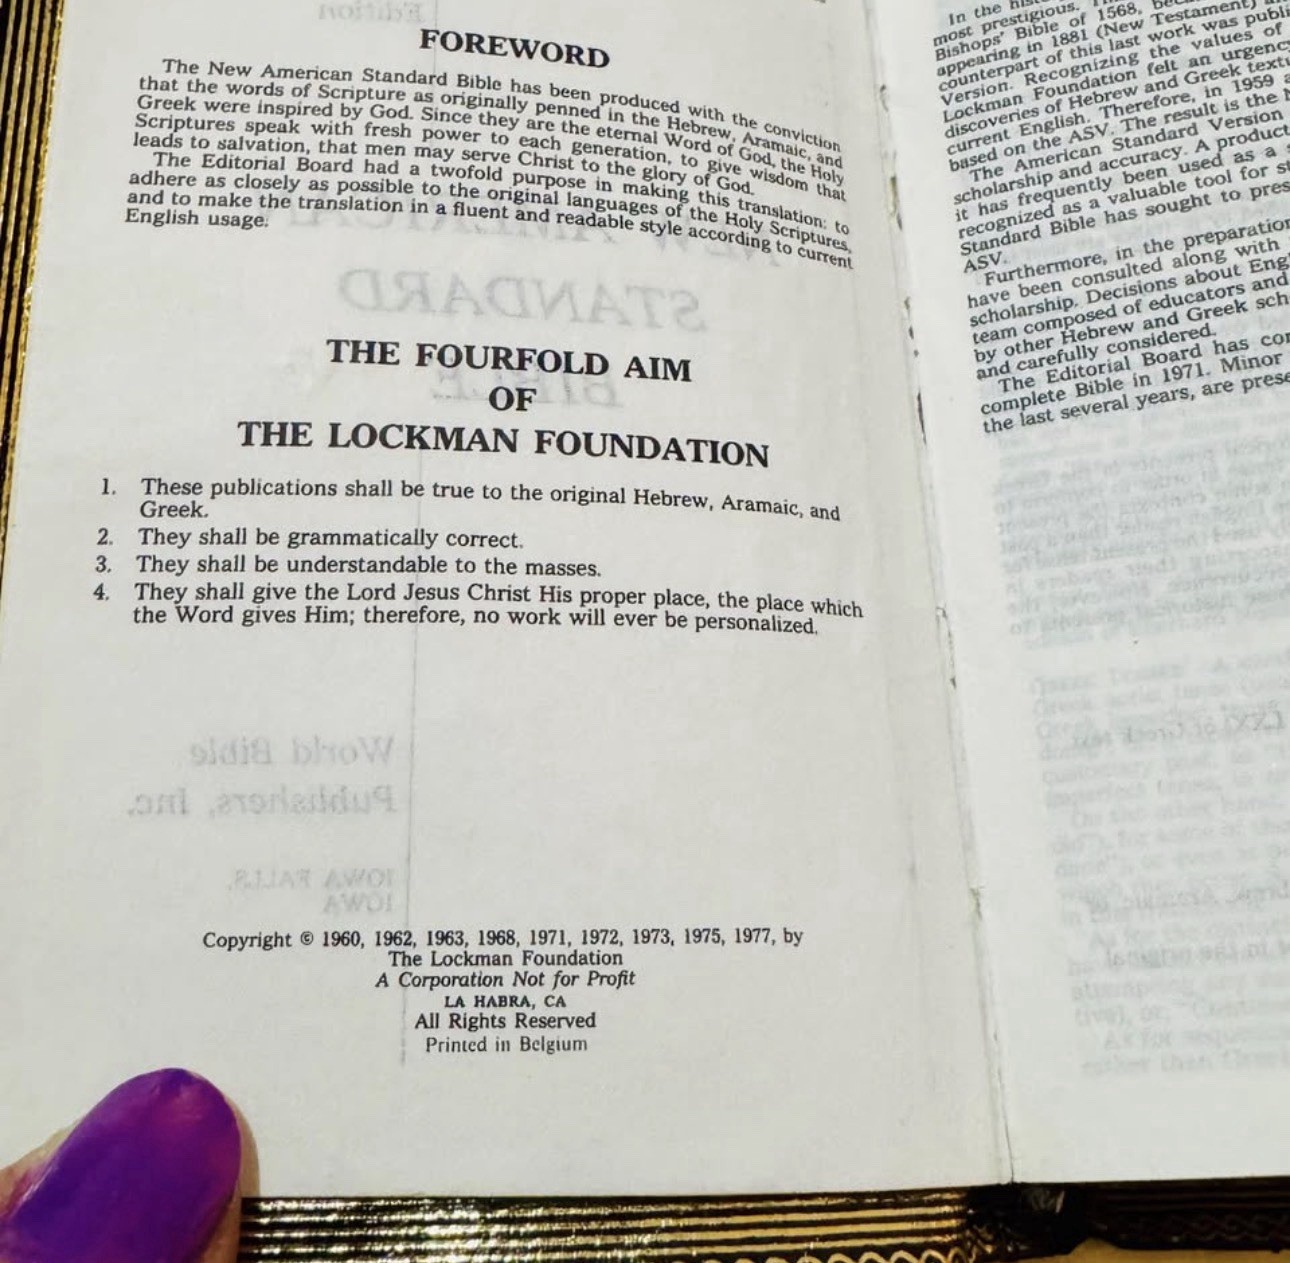 Edition
FOREWORD
The New American Standard Bible has been produced with the conviction
that the words of Scripture as originally penned in the Hebrew, Aramaic, and
Greek were inspired by God. Since they are the eternal Word of God, the Holy
Scriptures speak with fresh power to each generation, to give wisdom that
leads to salvation, that men may serve Christ to the glory of God.
The Editorial Board had a twofold purpose in making this translation: to
adhere as closely as possible to the original languages of the Holy Scriptures,
and to make the translation in a fluent and readable style according to current
English usage.
NEW AMERICAN
STANDARD
BIBLE
THE FOURFOLD AIM
OF
THE LOCKMAN FOUNDATION
1. These publications shall be true to the original Hebrew, Aramaic, and
Greek.
2. They shall be grammatically correct.
3. They shall be understandable to the masses.
4. They shall give the Lord Jesus Christ His proper place, the place which
the Word gives Him; therefore, no work will ever be personalized.
World Bible
Publishers, Inc.
IOWA FALLS,
IOWA
Copyright © 1960, 1962, 1963, 1968, 1971, 1972, 1973, 1975, 1977, by
The Lockman Foundation
A Corporation Not for Profit
LA HABRA, CA
All Rights Reserved
Printed in Belgium
In the
most prestigious.
Bishops' Bible of 1568,
appearing in 1881 (New Testament)
counterpart of this last work was
Version. Recognizing the values of
Lockman Foundation felt an
discoveries of Hebrew and Greek
current English. Therefore, in 1959
based on the ASV. The result is the
The American Standard Version
scholarship and accuracy. A
it has frequently been used as a
recognized as a valuable tool for
Standard Bible has sought to
ASV.
Furthermore, in the
have been consulted along with
scholarship. Decisions about
team composed of educators and
by other Hebrew and Greek
and carefully considered.
The Editorial Board has
complete Bible in 1971. Minor
the last several years, are